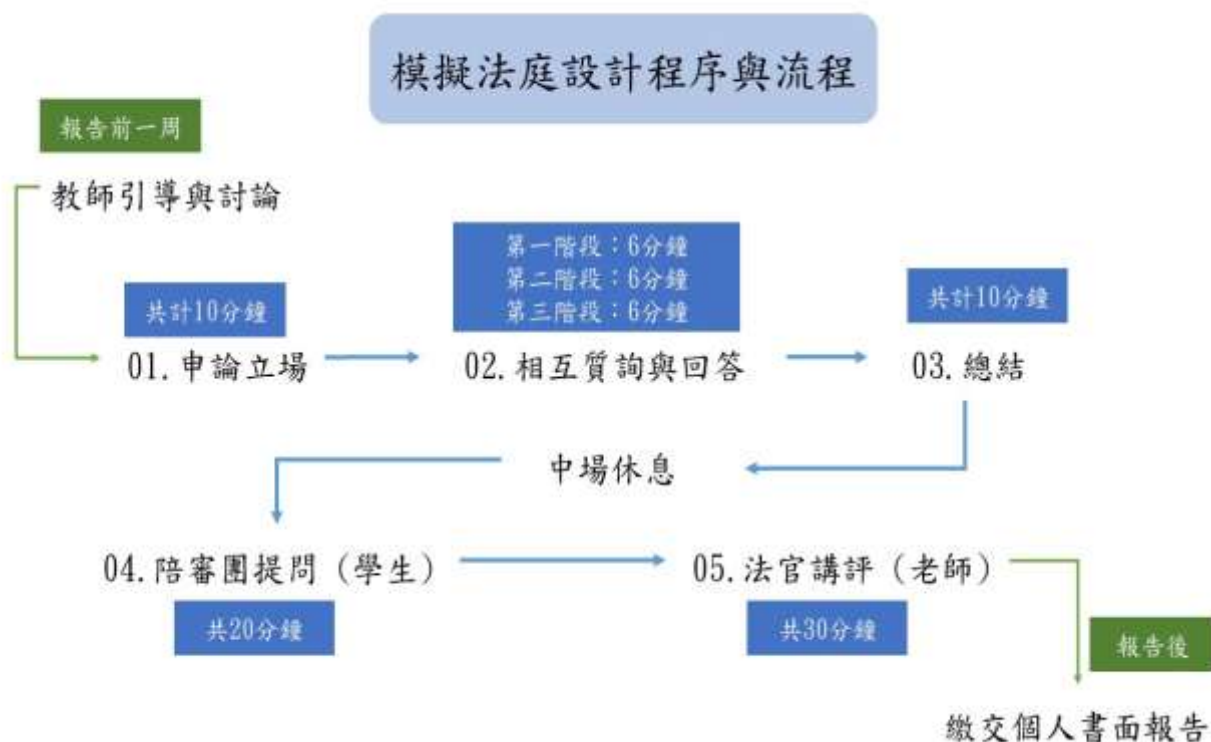 模擬法庭設計程序與流程
報告前一周
教師引導與討論
共計10分鐘
01.申論立場
第一階段：6分鐘
第二階段：6分鐘
第三階段：6分鐘
02.相互質詢與回答
共計10分鐘
03.總結
中場休息
04.陪審團提問（學生）
共20分鐘
05.法官講評（老師）
共30分鐘
報告後
繳交個人書面報告